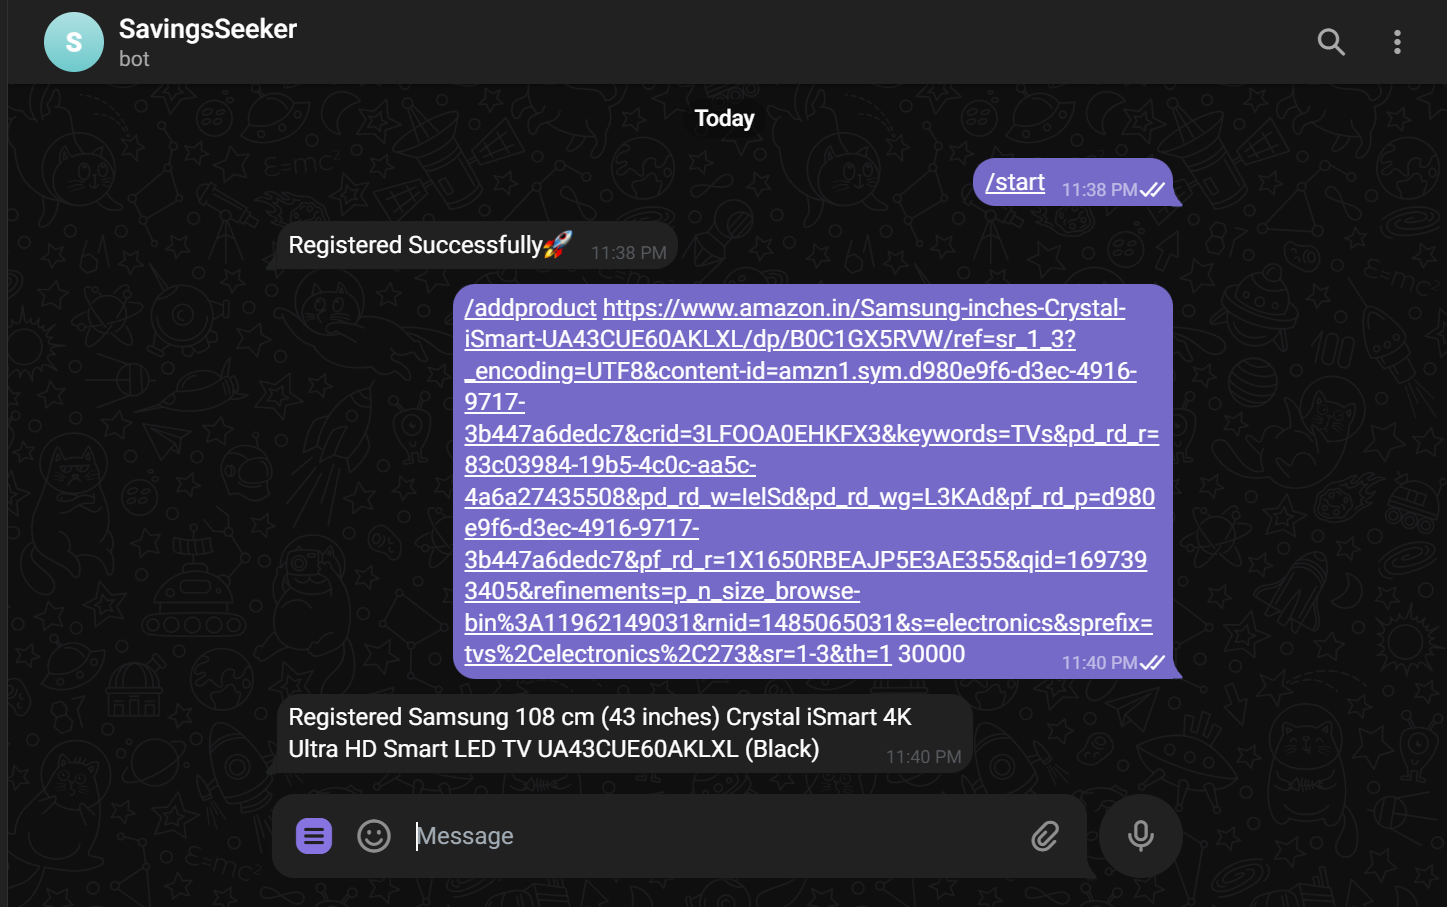 S
SavingsSeeker
bot
Today
/start 11:38 PM
Registered Successfully🚀 11:38 PM
/addproduct https://www.amazon.in/Samsung-inches-Crystal-
iSmart-UA43CUE60AKLXL/dp/B0C1GX5RVW/ref=sr_1_3?
_encoding=UTF8&content-id=amzn1.sym.d980e9f6-d3ec-4916-
9717-
3b447a6dedc7&crid=3LFOOA0EHKFX3&keywords=TVs&pd_rd_r=
83c03984-19b5-4c0c-aa5c-
4a6a27435508&pd_rd_w=IelSd&pd_rd_wg=L3KAd&pf_rd_p=d980
e9f6-d3ec-4916-9717-
3b447a6dedc7&pf_rd_r=1X1650RBEAJP5E3AE355&qid=169739
3405&refinements=p_n_size_browse-
bin%3A11962149031&rnid=1485065031&s=electronics&sprefix=
tvs%2Celectronics%2C273&sr=1-3&th=1 30000 11:40 PM
Registered Samsung 108 cm (43 inches) Crystal iSmart 4K
Ultra HD Smart LED TV UA43CUE60AKLXL (Black) 11:40 PM
Message